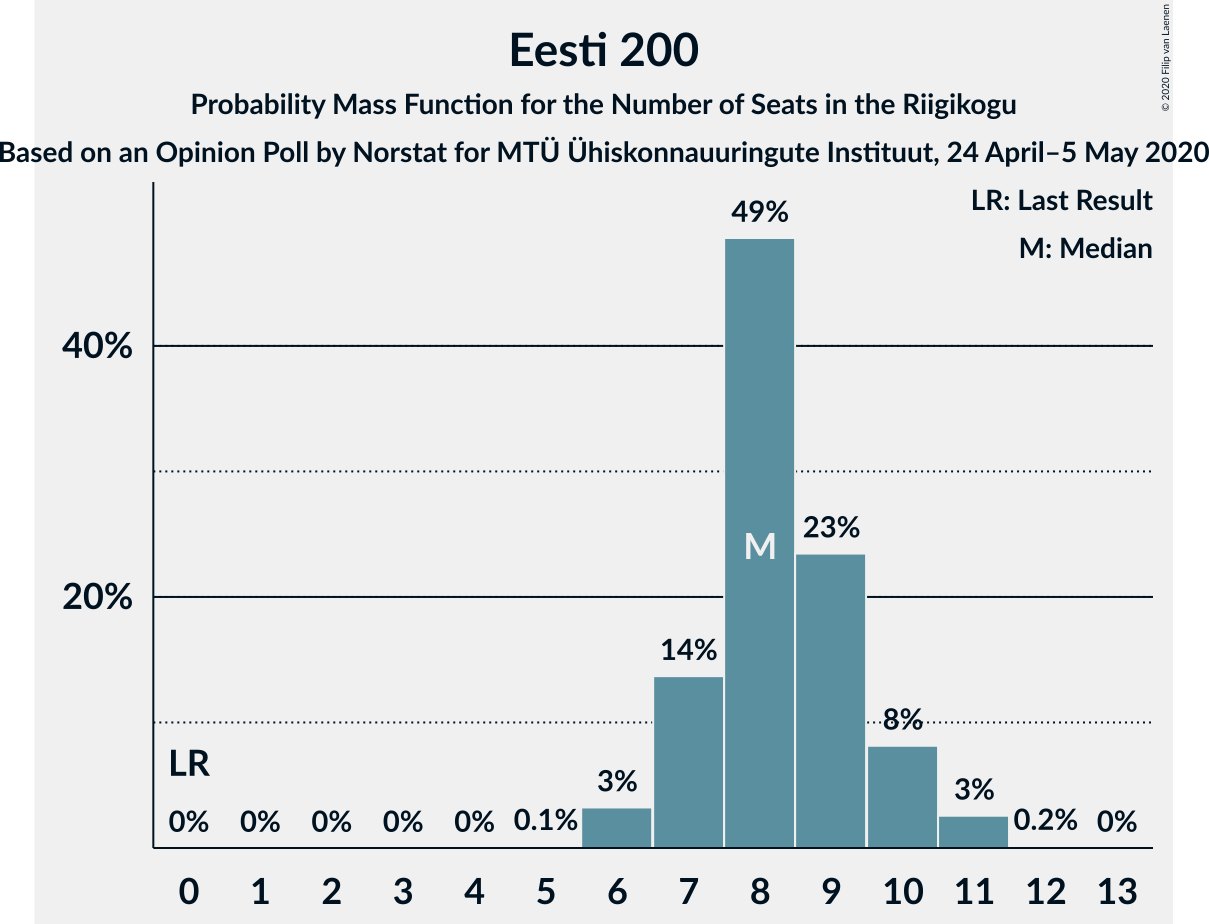 Eesti 200
Probability Mass Function for the Number of Seats in the Riigikogu
Based on an Opinion Poll by Norstat for MTÜ Ühiskonnauuringute Instituut, 24 April–5 May 2020
© 2020 Filip van Laenen
LR: Last Result
M: Median
49%
40%
M
23%
20%
14%
8%
LR
3%
3%
0% 0% 0% 0% 0% 0.1% 0.2% 0%
0 1 2 3 4 5 6 7 8 9 10 11 12 13